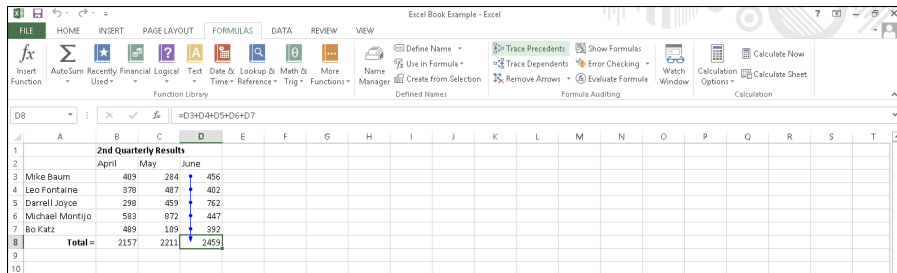 Excel Book Example - Excel
FILE HOME INSERT PAGE LAYOUT FORMULAS DATA REVIEW VIEW
fx Σ ? A θ
Insert Function
AutoSum
Recently Used
Financial
Logical
Text
Date & Time
Lookup & Reference
Math & Trig
More Functions
Function Library
Name Manager
Define Name
Use in Formula
Create from Selection
Defined Names
Trace Precedents
Trace Dependents
Remove Arrows
Show Formulas
Error Checking
Evaluate Formula
Formula Auditing
Watch Window
Calculation Options
Calculate Now
Calculate Sheet
Calculation
D8 fx =D3+D4+D5+D6+D7
A B C D E F G H I J K L M N O P Q R S T
1 2nd Quarterly Results
2 April May June
3 Mike Baum 409 284 456
4 Leo Fontaine 378 487 402
5 Darrell Joyce 298 459 762
6 Michael Montijo 583 872 447
7 Bo Katz 489 109 392
8 Total = 2157 2211 2459
9
10